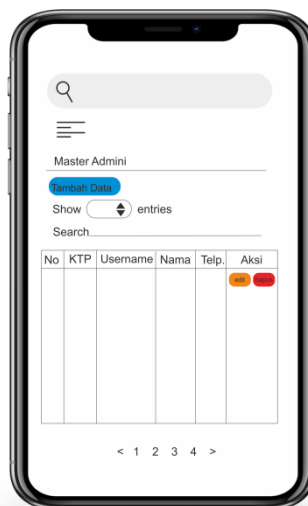 Master Admini
Tambah Data
Show entries
Search
No KTP Username Nama Telp. Aksi
edit hapus
< 1 2 3 4 >